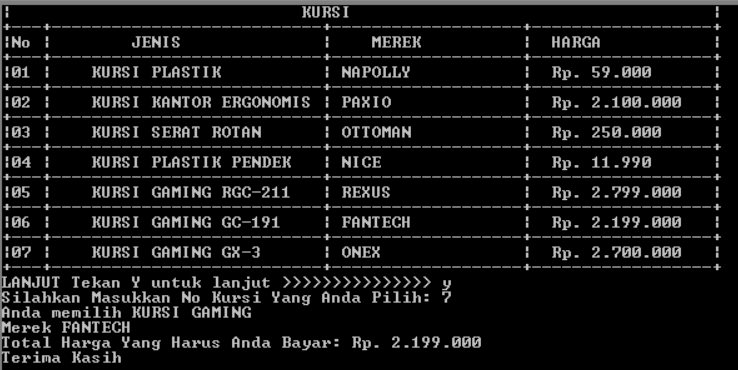 KURSI
No JENIS MEREK HARGA
01 KURSI PLASTIK NAPOLLY Rp. 59.000
02 KURSI KANTOR ERGONOMIS PAXIO Rp. 2.100.000
03 KURSI SERAT ROTAN OTTOMAN Rp. 250.000
04 KURSI PLASTIK PENDEK NICE Rp. 11.990
05 KURSI GAMING RGC-211 REXUS Rp. 2.799.000
06 KURSI GAMING GC-191 FANTECH Rp. 2.199.000
07 KURSI GAMING GX-3 ONEX Rp. 2.700.000
LANJUT Tekan Y untuk lanjut >>>>>>>>>>>>>>> y
Silahkan Masukkan No Kursi Yang Anda Pilih: 7
Anda memilih KURSI GAMING
Merek FANTECH
Total Harga Yang Harus Anda Bayar: Rp. 2.199.000
Terima Kasih